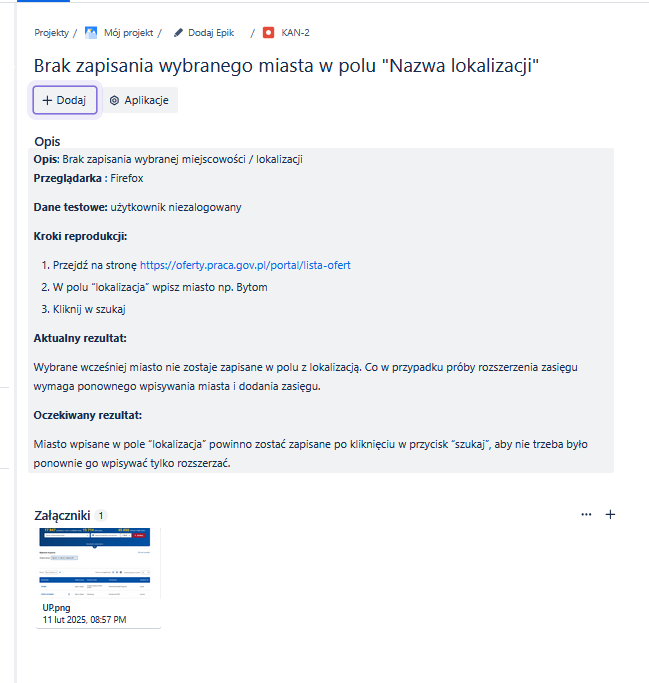 Projekty / Mój projekt / Dodaj Epik / KAN-2
Brak zapisania wybranego miasta w polu "Nazwa lokalizacji"
+ Dodaj Aplikacje
Opis
Opis: Brak zapisania wybranej miejscowości / lokalizacji
Przeglądarka : Firefox
Dane testowe: użytkownik niezalogowany
Kroki reprodukcji:
1. Przejdź na stronę https://oferty.praca.gov.pl/portal/lista-ofert
2. W polu “lokalizacja” wpisz miasto np. Bytom
3. Kliknij w szukaj
Aktualny rezultat:
Wybrane wcześniej miasto nie zostaje zapisane w polu z lokalizacją. Co w przypadku próby rozszerzenia zasięgu
wymaga ponownego wpisywania miasta i dodania zasięgu.
Oczekiwany rezultat:
Miasto wpisane w pole “lokalizacja” powinno zostać zapisane po kliknięciu w przycisk “szukaj”, aby nie trzeba było
ponownie go wpisywać tylko rozszerzać.
Załączniki 1
UP.png
11 lut 2025, 08:57 PM